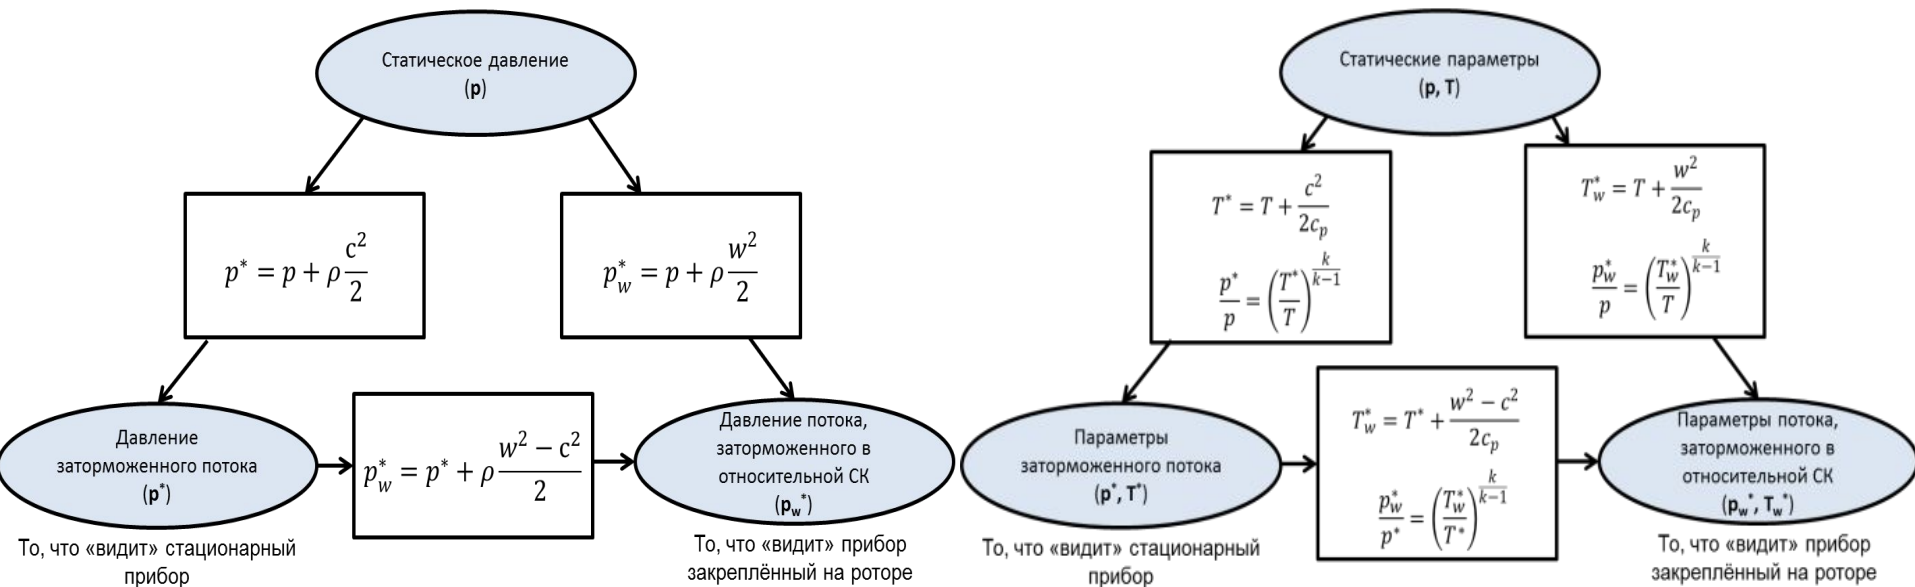 Статическое давление
(p)
p* = p + ρ c²/2
p*_w = p + ρ w²/2
Давление
заторможенного потока
(p*)
p*_w = p* + ρ (w² − c²)/2
Давление потока,
заторможенного в
относительной СК
(p_w*)
То, что «видит» стационарный
прибор
То, что «видит» прибор
закреплённый на роторе
Статические параметры
(p, T)
T* = T + c²/2c_p
p*/p = (T*/T)^(k/(k−1))
T*_w = T + w²/2c_p
p*_w/p = (T*_w/T)^(k/(k−1))
Параметры
заторможенного потока
(p*, T*)
T*_w = T* + (w² − c²)/2c_p
p*_w/p* = (T*_w/T*)^(k/(k−1))
Параметры потока,
заторможенного в
относительной СК
(p_w*, T_w*)
То, что «видит» стационарный
прибор
То, что «видит» прибор
закреплённый на роторе